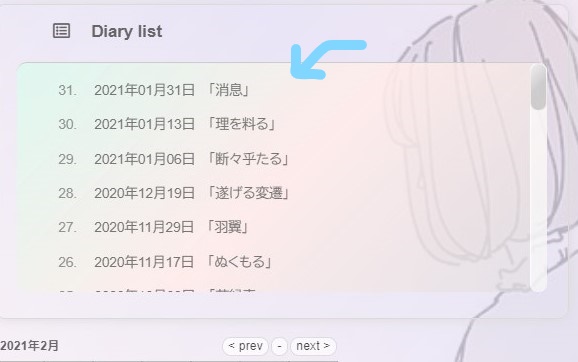 Diary list
31. 2021年01月31日 「消息」
30. 2021年01月13日 「理を料る」
29. 2021年01月06日 「断々乎たる」
28. 2020年12月19日 「遂げる変遷」
27. 2020年11月29日 「羽翼」
26. 2020年11月17日 「ぬくもる」
2021年2月 < prev - next >